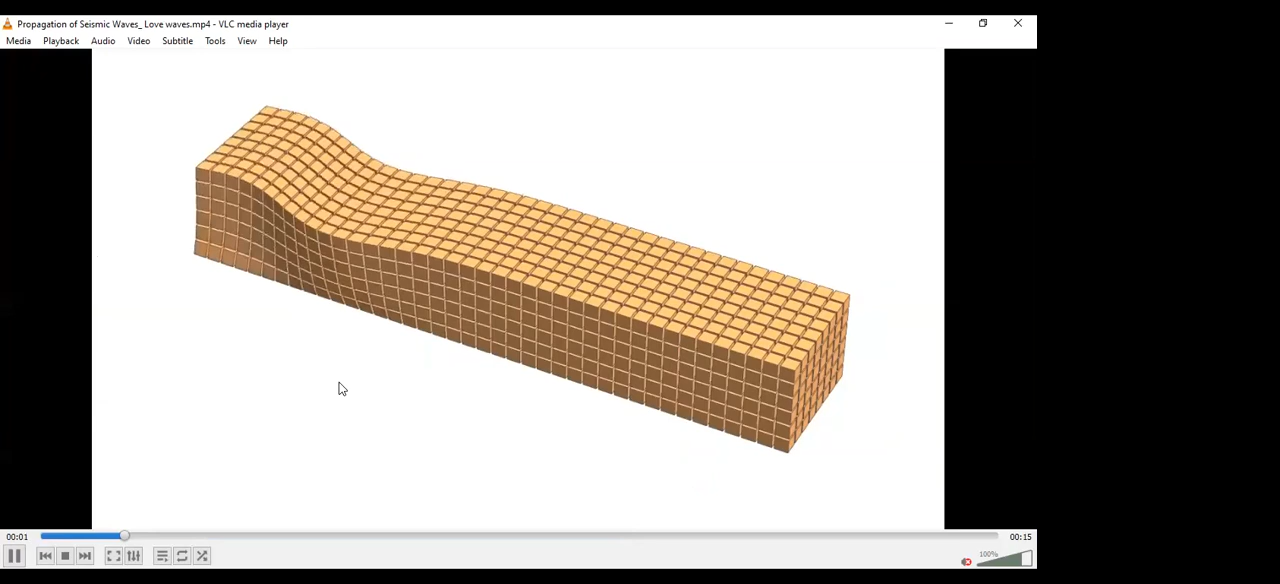 Propagation of Seismic Waves_ Love waves.mp4 - VLC media player
Media Playback Audio Video Subtitle Tools View Help
00:01 00:15
100%